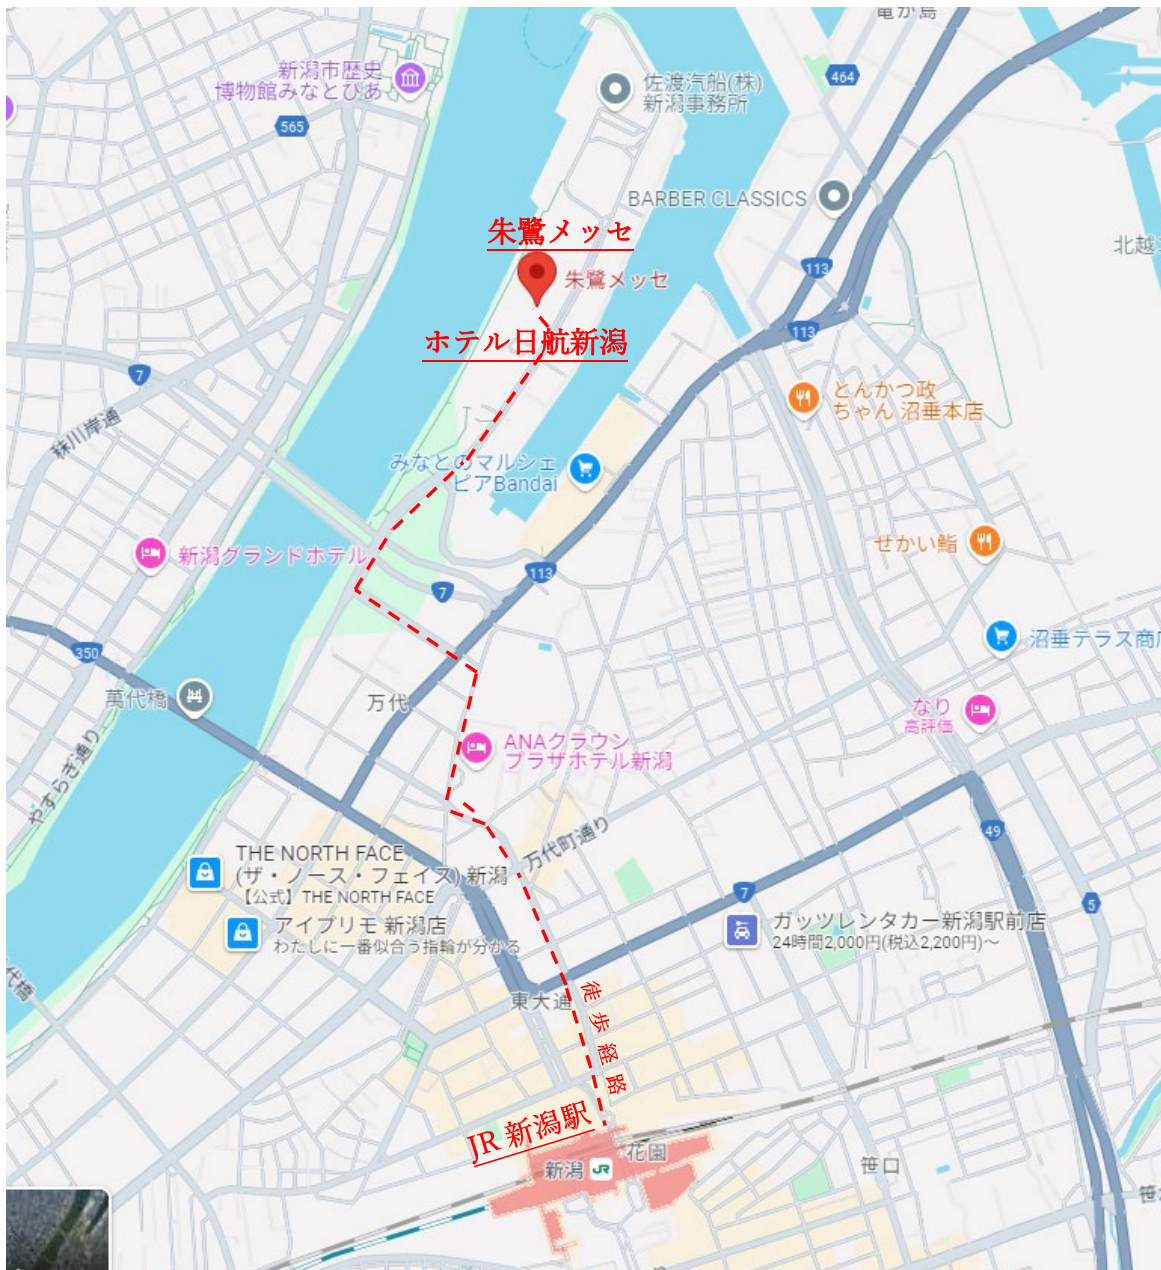 竜が島
新潟市歴史
博物館みなとぴあ
565
佐渡汽船(株)
新潟事務所
464
BARBER CLASSICS
朱鷺メッセ
朱鷺メッセ
113
北越
ホテル日航新潟
113
7
とんかつ政
ちゃん 沼垂本店
秣川岸通
みなとのマルシェ
ピアBandai
新潟グランドホテル
せかい鮨
113
7
350
沼垂テラス商
萬代橋
万代
なり
高評価
ANAクラウン
プラザホテル新潟
やすらぎ通り
万代町通り
49
THE NORTH FACE
(ザ・ノース・フェイス) 新潟
【公式】THE NORTH FACE
7
5
アイプリモ 新潟店
わたしに一番似合う指輪が分かる
ガッツレンタカー新潟駅前店
24時間2,000円(税込2,200円)～
代橋
東大通
徒歩経路
JR 新潟駅
花園
新潟
JR
笹口
笹